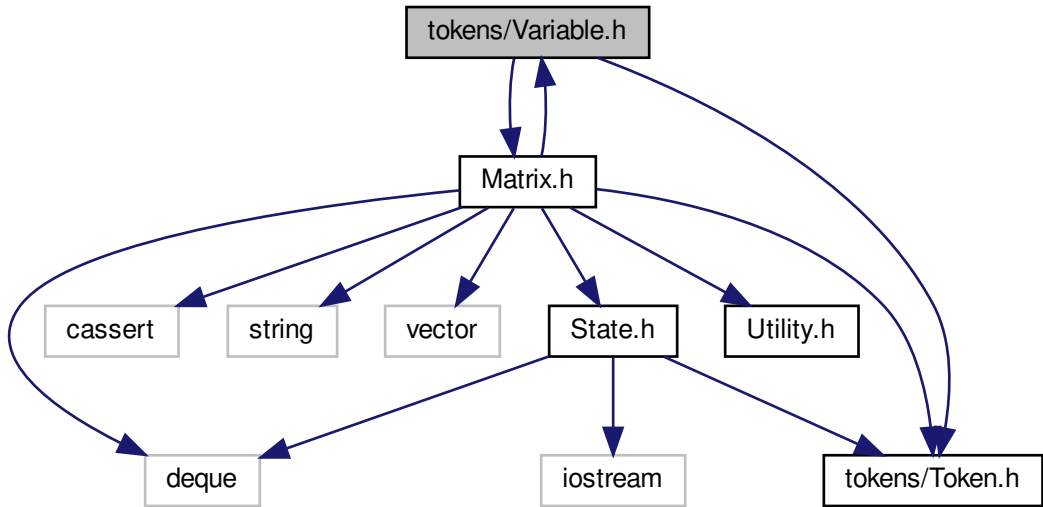 tokens/Variable.h
Matrix.h
cassert
string
vector
State.h
Utility.h
deque
iostream
tokens/Token.h